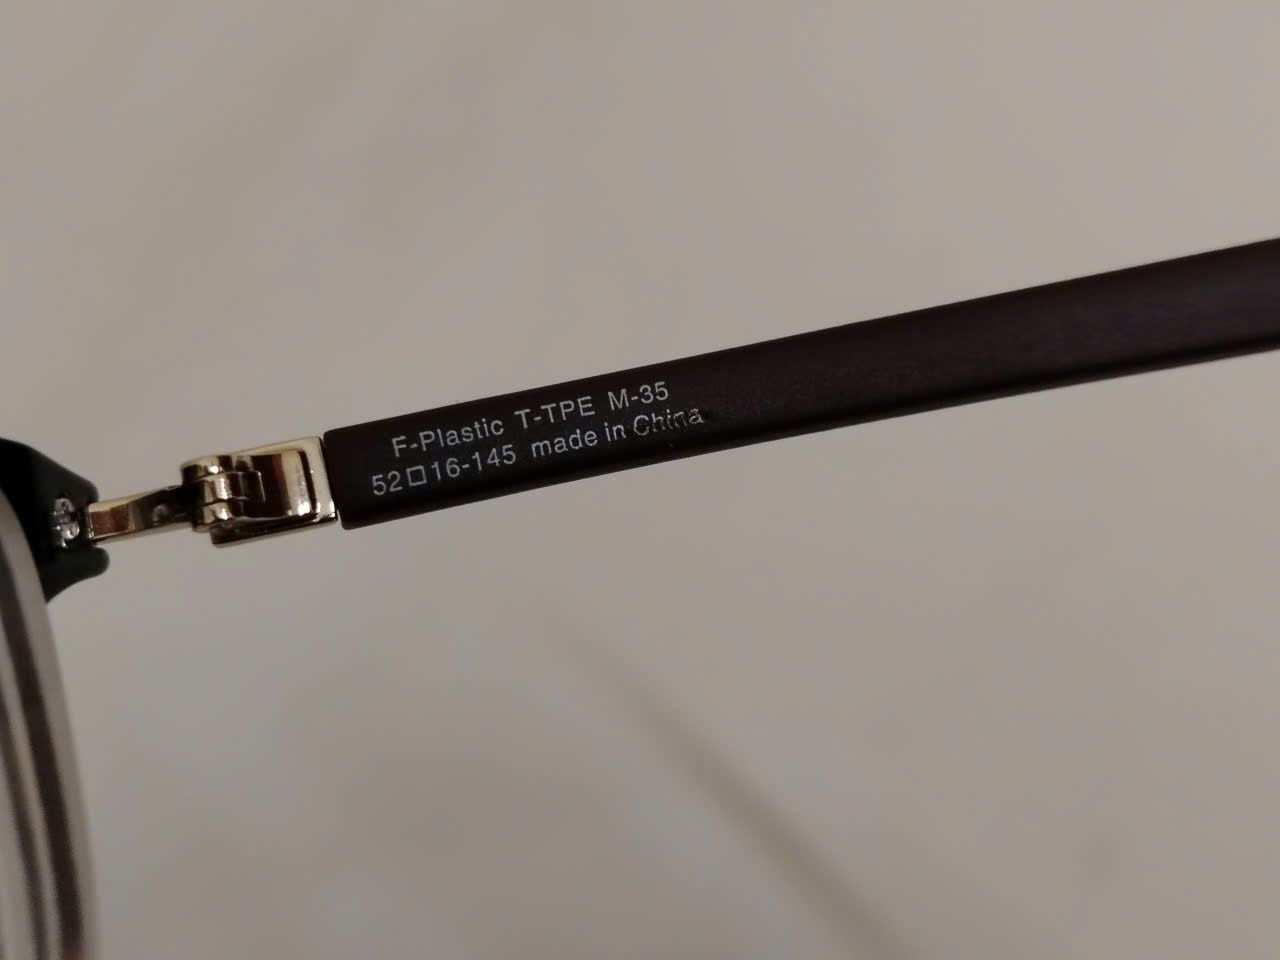 F-Plastic T-TPE M-35
52□16-145 made in China